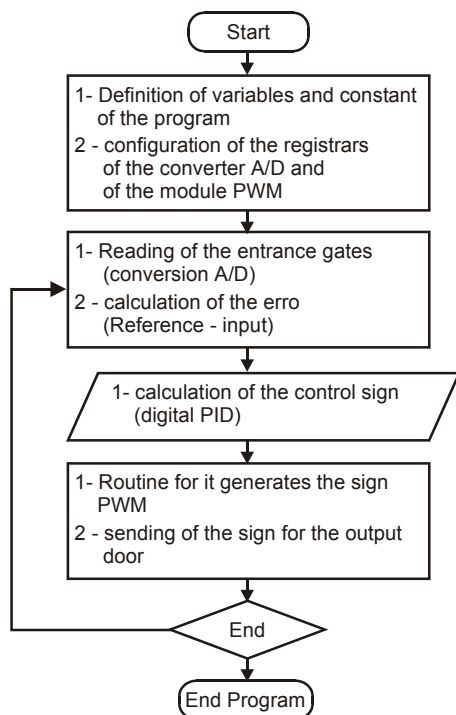 Start
1- Definition of variables and constant
of the program
2 - configuration of the registrars
of the converter A/D and
of the module PWM
1- Reading of the entrance gates
(conversion A/D)
2 - calculation of the erro
(Reference - input)
1- calculation of the control sign
(digital PID)
1- Routine for it generates the sign
PWM
2 - sending of the sign for the output
door
End
End Program